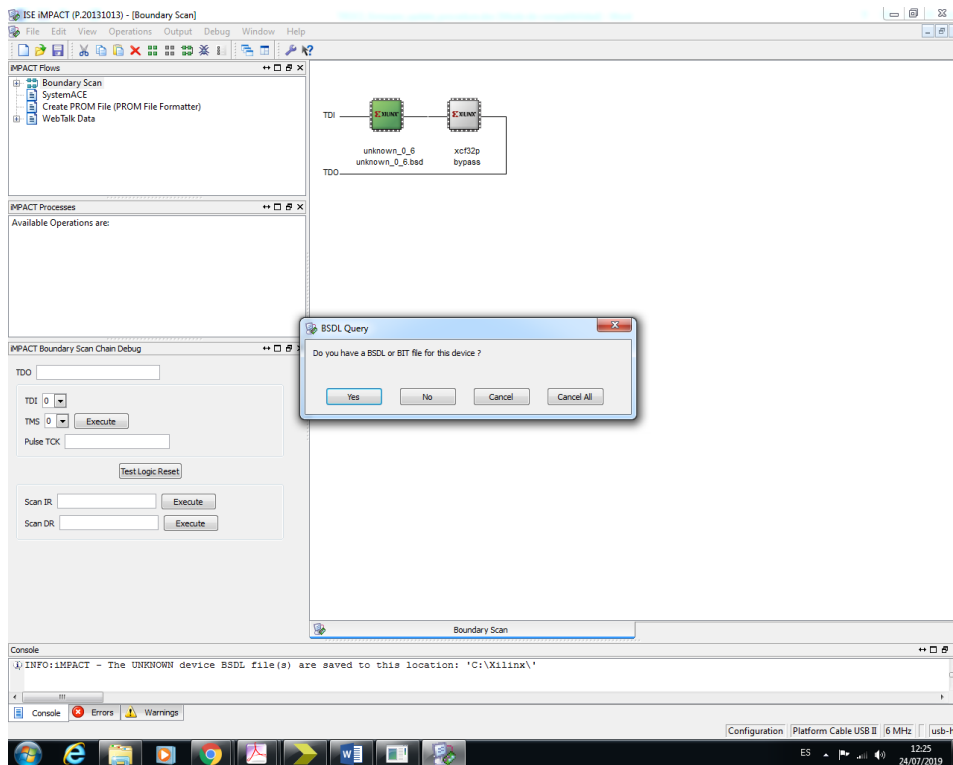 ISE iMPACT (P.20131013) - [Boundary Scan]
File Edit View Operations Output Debug Window Help
iMPACT Flows
Boundary Scan
SystemACE
Create PROM File (PROM File Formatter)
WebTalk Data
iMPACT Processes
Available Operations are:
iMPACT Boundary Scan Chain Debug
TDO
TDI 0
TMS 0 Execute
Pulse TCK
Test Logic Reset
Scan IR Execute
Scan DR Execute
TDI
XILINX XILINX
unknown_0_6 xcf32p
unknown_0_6.bsd bypass
TDO
BSDL Query
Do you have a BSDL or BIT file for this device ?
Yes No Cancel Cancel All
Boundary Scan
Console
INFO:iMPACT - The UNKNOWN device BSDL file(s) are saved to this location: 'C:\Xilinx\'
Console Errors Warnings
Configuration Platform Cable USB II 6 MHz usb-h
ES 12:25
24/07/2019